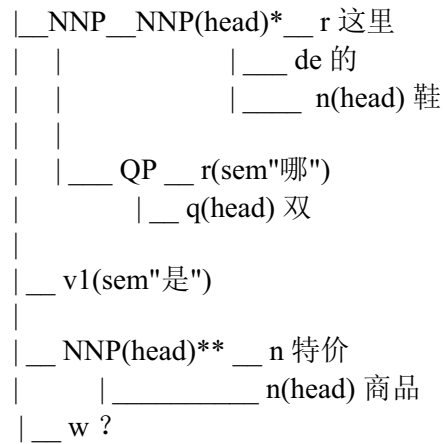 |__NNP__NNP(head)*__ r 这里
| | |___ de 的
| | |____ n(head) 鞋
| |
| |___ QP __ r(sem"哪")
| |__ q(head) 双
|
|__ v1(sem"是")
|
|__ NNP(head)** __ n 特价
| |__________ n(head) 商品
|__ w ？